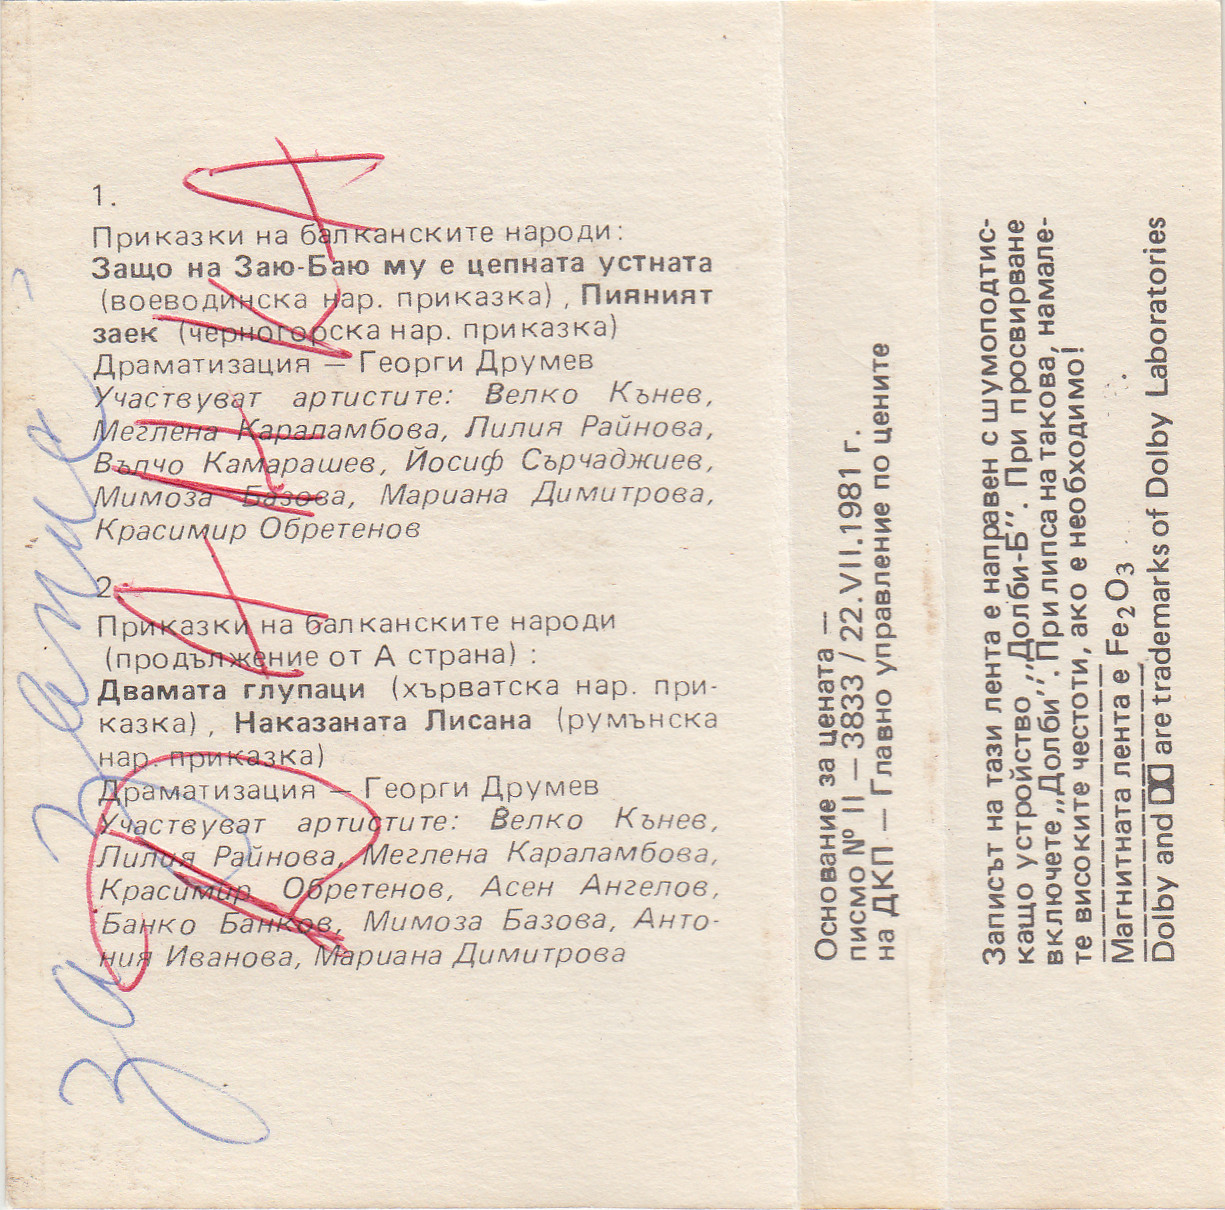 1.
Приказки на балканските народи:
Защо на Заю-Баю му е цепната устната
(воеводинска нар. приказка), Пияният
заек (черногорска нар. приказка)
Драматизация — Георги Друмев
Участвуват артистите: Велко Кънев,
Меглена Караламбова, Лилия Райнова,
Вълчо Камарашев, Йосиф Сърчаджиев,
Мимоза Базова, Мариана Димитрова,
Красимир Обретенов
2.
Приказки на балканските народи
(продължение от А страна):
Двамата глупаци (хърватска нар. при-
казка), Наказаната Лисана (румънска
нар. приказка)
Драматизация — Георги Друмев
Участвуват артистите: Велко Кънев,
Лилия Райнова, Меглена Караламбова,
Красимир Обретенов, Асен Ангелов,
Банко Банков, Мимоза Базова, Анто-
ния Иванова, Мариана Димитрова
за
Основание за цената —
писмо № II — 3833 / 22.VII.1981 г.
на ДКП — Главно управление по цените
Записът на тази лента е направен с шумоподтис-
кащо устройство „Долби-Б". При просвирване
включете „Долби". При липса на такова, намале-
те високите честоти, ако е необходимо!
Магнитната лента е Fe2O3
Dolby and are trademarks of Dolby Laboratories